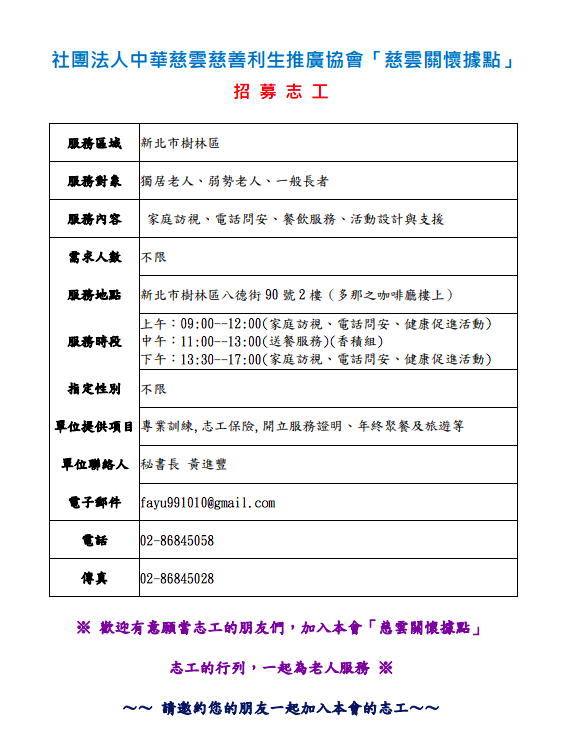 社團法人中華慈雲慈善利生推廣協會「慈雲關懷據點」
招 募 志 工
服務區域 新北市樹林區
服務對象 獨居老人、弱勢老人、一般長者
服務內容 家庭訪視、電話問安、餐飲服務、活動設計與支援
需求人數 不限
服務地點 新北市樹林區八德街 90 號 2 樓（多那之咖啡廳樓上）
服務時段 上午：09:00--12:00(家庭訪視、電話問安、健康促進活動)
中午：11:00--13:00(送餐服務)(香積組)
下午：13:30--17:00(家庭訪視、電話問安、健康促進活動)
指定性別 不限
單位提供項目 專業訓練,志工保險,開立服務證明、年終聚餐及旅遊等
單位聯絡人 秘書長 黃進豐
電子郵件 fayu991010@gmail.com
電話 02-86845058
傳真 02-86845028
※ 歡迎有意願當志工的朋友們，加入本會「慈雲關懷據點」
志工的行列，一起為老人服務 ※
～～ 請邀約您的朋友一起加入本會的志工～～